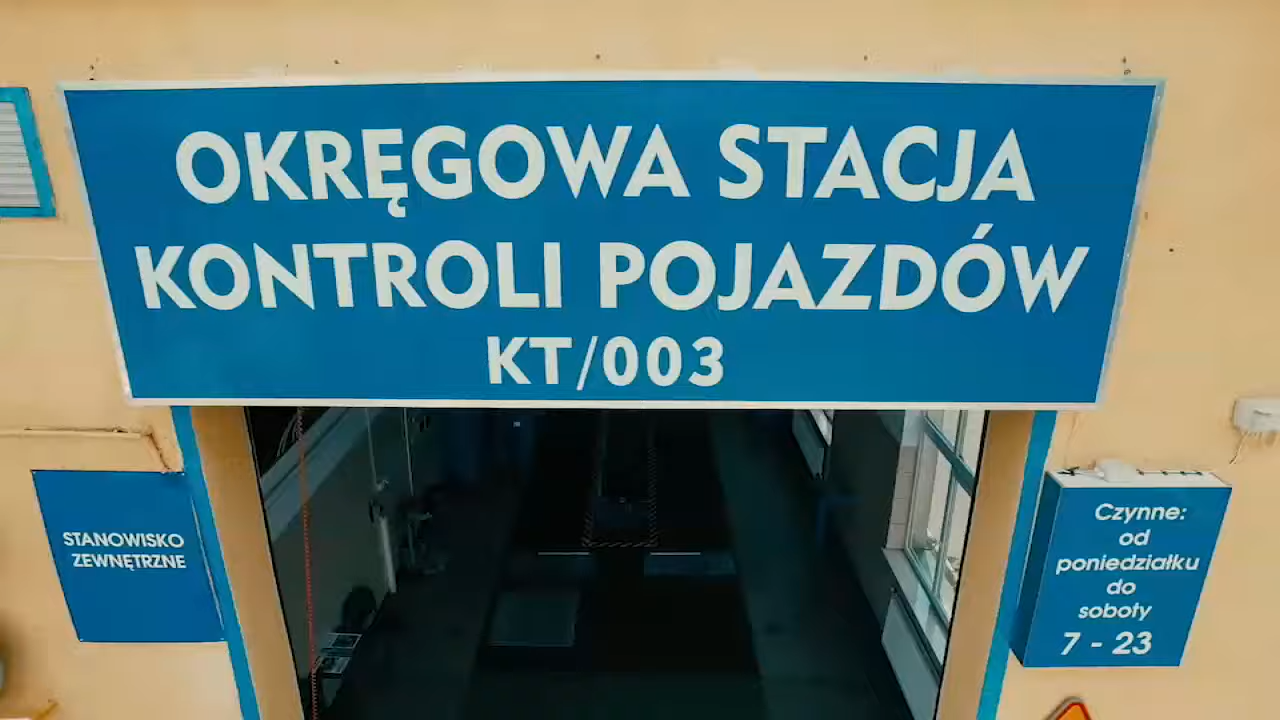 OKRĘGOWA STACJA
KONTROLI POJAZDÓW
KT/003
STANOWISKO
ZEWNĘTRZNE
Czynne:
od
poniedziałku
do
soboty
7 - 23